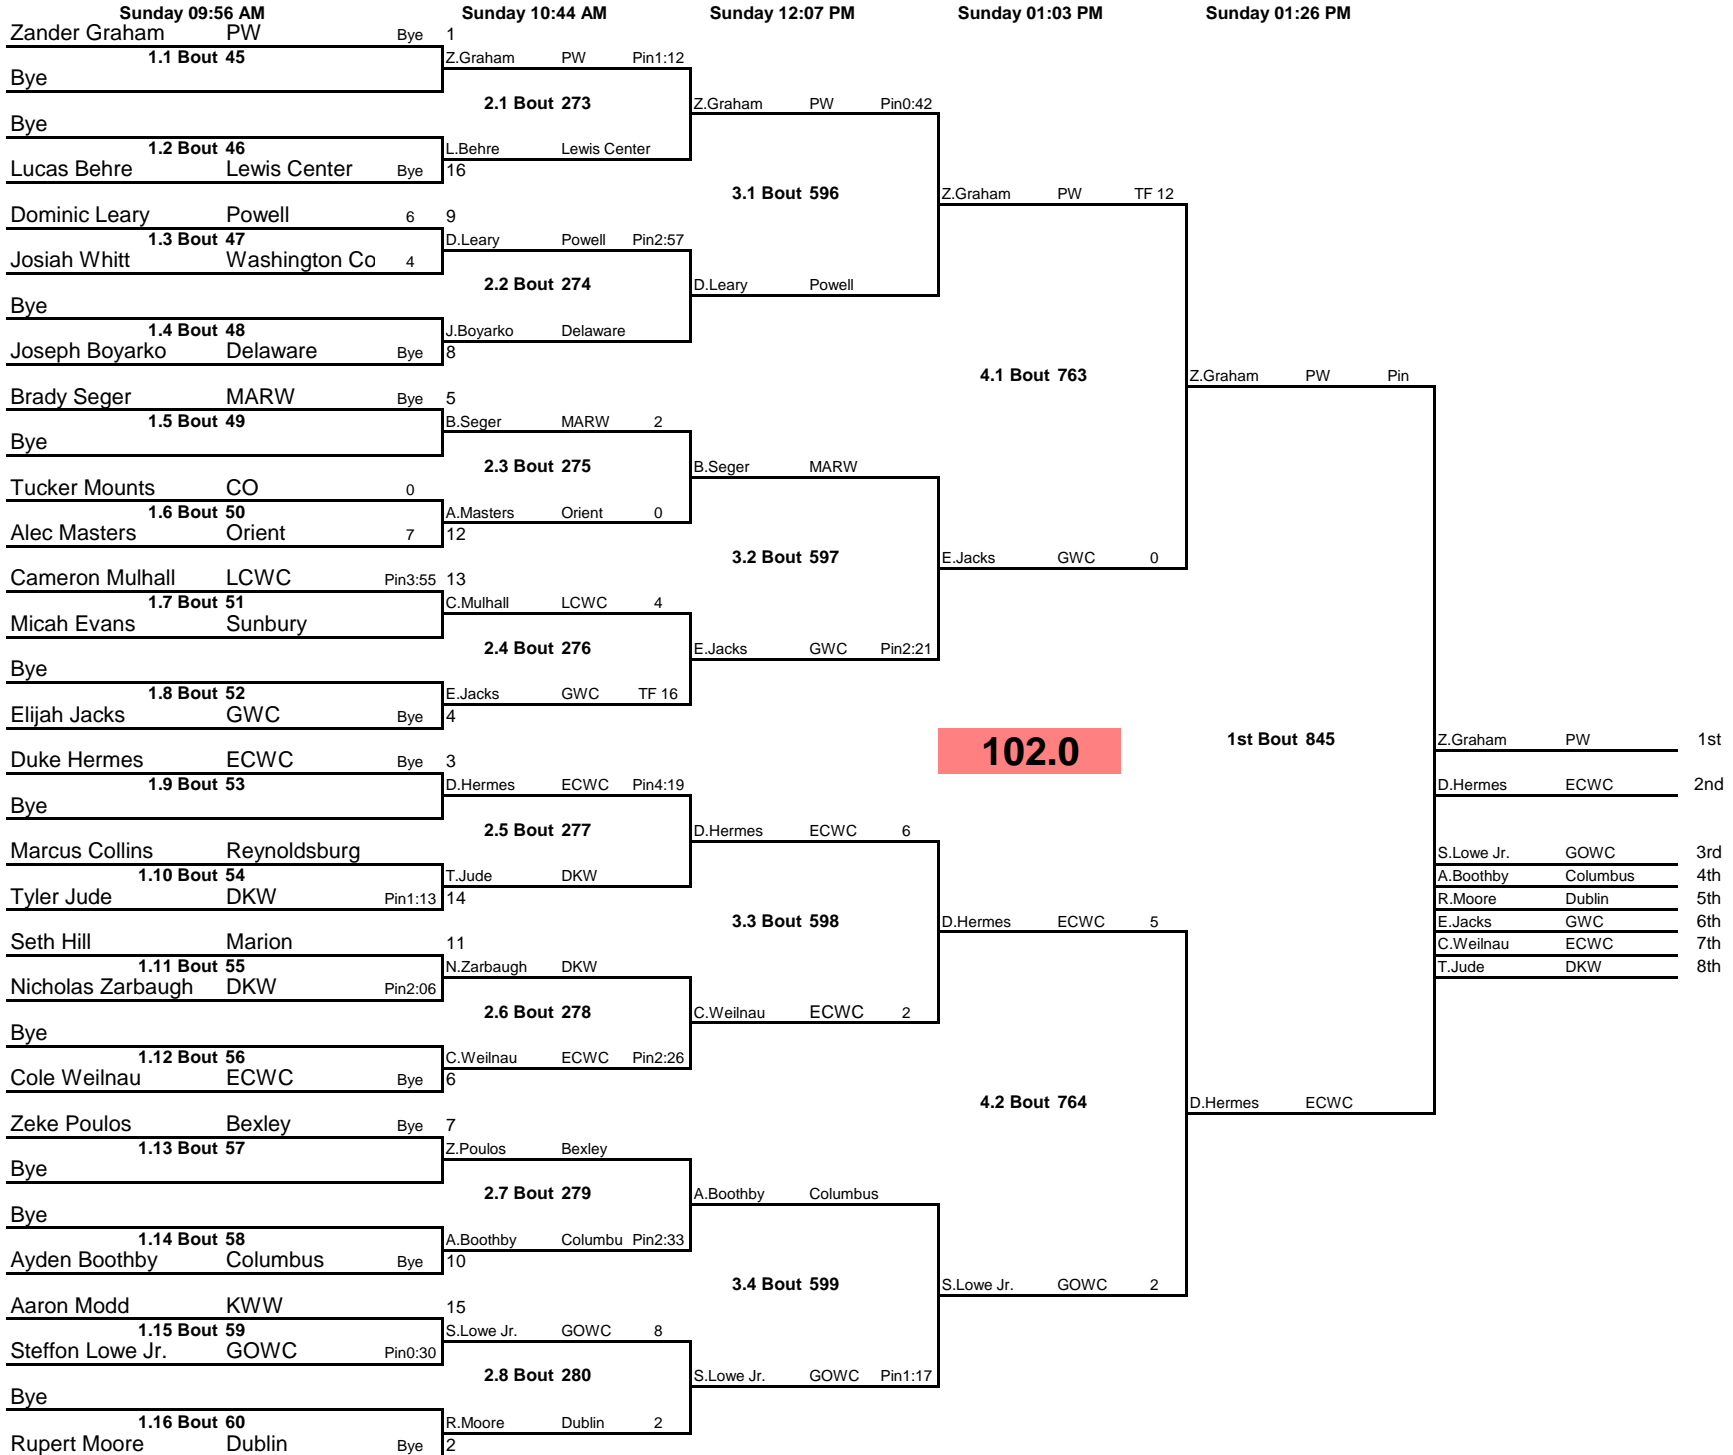 Sunday 09:56 AM Sunday 10:44 AM Sunday 12:07 PM Sunday 01:03 PM Sunday 01:26 PM
Zander Graham PW Bye 1
1.1 Bout 45 Z.Graham PW Pin1:12
Bye
2.1 Bout 273 Z.Graham PW Pin0:42
Bye
1.2 Bout 46 L.Behre Lewis Center
Lucas Behre Lewis Center Bye 16
3.1 Bout 596 Z.Graham PW TF 12
Dominic Leary Powell 6 9
1.3 Bout 47 D.Leary Powell Pin2:57
Josiah Whitt Washington Co 4
2.2 Bout 274 D.Leary Powell
Bye
1.4 Bout 48 J.Boyarko Delaware
Joseph Boyarko Delaware Bye 8
4.1 Bout 763 Z.Graham PW Pin
Brady Seger MARW Bye 5
1.5 Bout 49 B.Seger MARW 2
Bye
2.3 Bout 275 B.Seger MARW
Tucker Mounts CO 0
1.6 Bout 50 A.Masters Orient 0
Alec Masters Orient 7 12
3.2 Bout 597 E.Jacks GWC 0
Cameron Mulhall LCWC Pin3:55 13
1.7 Bout 51 C.Mulhall LCWC 4
Micah Evans Sunbury
2.4 Bout 276 E.Jacks GWC Pin2:21
Bye
1.8 Bout 52 E.Jacks GWC TF 16
Elijah Jacks GWC Bye 4
102.0 1st Bout 845 Z.Graham PW 1st
Duke Hermes ECWC Bye 3
1.9 Bout 53 D.Hermes ECWC Pin4:19 D.Hermes ECWC 2nd
Bye
2.5 Bout 277 D.Hermes ECWC 6
Marcus Collins Reynoldsburg S.Lowe Jr. GOWC 3rd
1.10 Bout 54 T.Jude DKW A.Boothby Columbus 4th
Tyler Jude DKW Pin1:13 14 R.Moore Dublin 5th
3.3 Bout 598 D.Hermes ECWC 5 E.Jacks GWC 6th
Seth Hill Marion 11 C.Weilnau ECWC 7th
1.11 Bout 55 N.Zarbaugh DKW T.Jude DKW 8th
Nicholas Zarbaugh DKW Pin2:06
2.6 Bout 278 C.Weilnau ECWC 2
Bye
1.12 Bout 56 C.Weilnau ECWC Pin2:26
Cole Weilnau ECWC Bye 6
4.2 Bout 764 D.Hermes ECWC
Zeke Poulos Bexley Bye 7
1.13 Bout 57 Z.Poulos Bexley
Bye
2.7 Bout 279 A.Boothby Columbus
Bye
1.14 Bout 58 A.Boothby Columbu Pin2:33
Ayden Boothby Columbus Bye 10
3.4 Bout 599 S.Lowe Jr. GOWC 2
Aaron Modd KWW 15
1.15 Bout 59 S.Lowe Jr. GOWC 8
Steffon Lowe Jr. GOWC Pin0:30
2.8 Bout 280 S.Lowe Jr. GOWC Pin1:17
Bye
1.16 Bout 60 R.Moore Dublin 2
Rupert Moore Dublin Bye 2